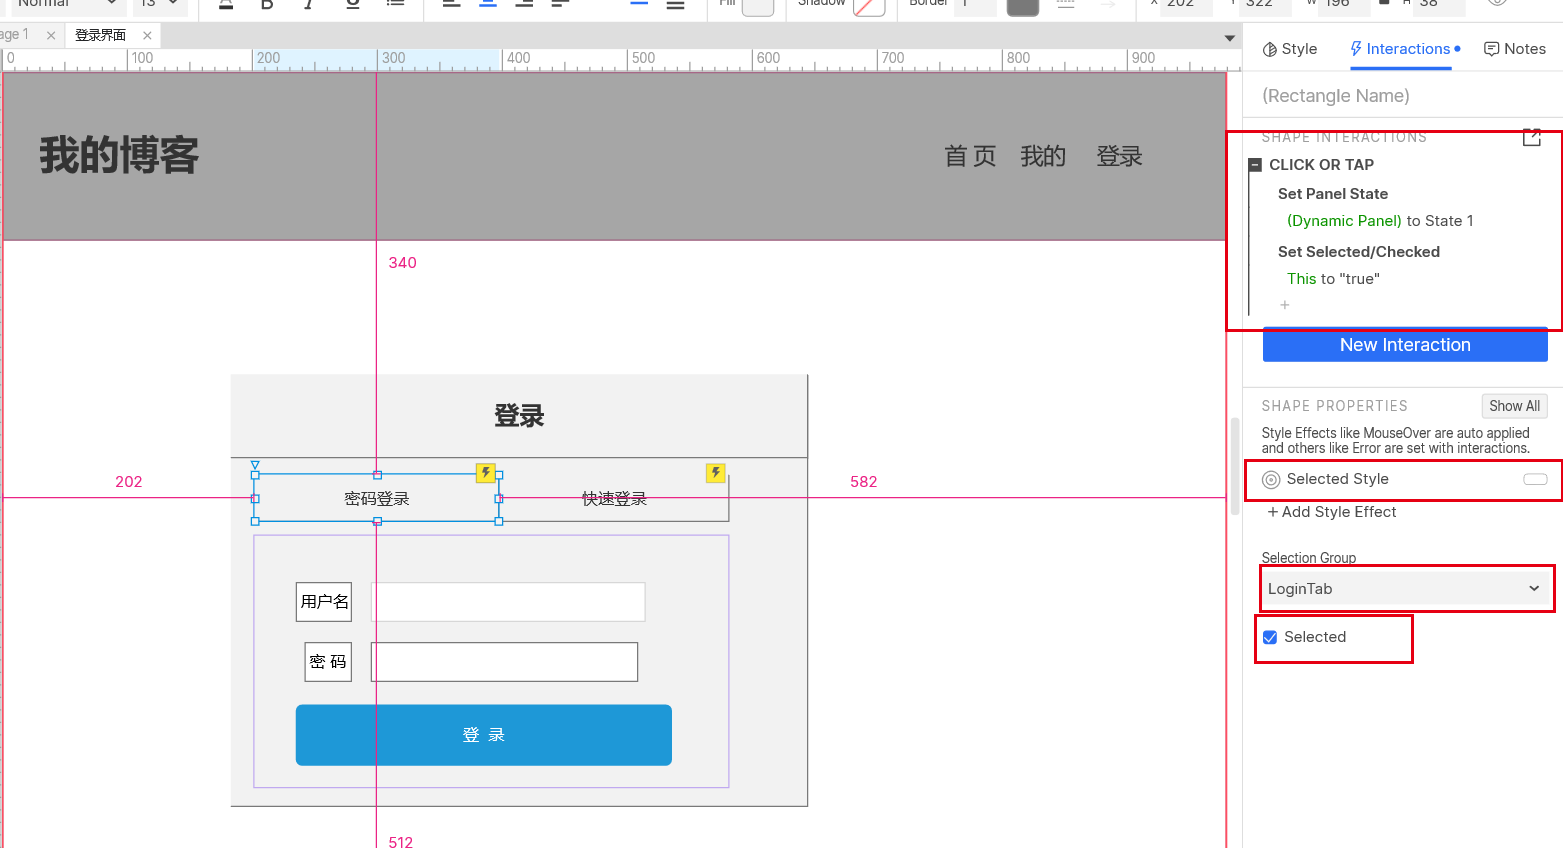 Normal 13 Fill Shadow Border 1 X 202 Y 322 W 196 H 38
age 1 登录界面
0 100 200 300 400 500 600 700 800 900
Style Interactions Notes
(Rectangle Name)
SHAPE INTERACTIONS
CLICK OR TAP
Set Panel State
(Dynamic Panel) to State 1
Set Selected/Checked
This to "true"
+
New Interaction
SHAPE PROPERTIES Show All
Style Effects like MouseOver are auto applied
and others like Error are set with interactions.
Selected Style
+ Add Style Effect
Selection Group
LoginTab
Selected
我的博客 首 页 我的 登录
340
登录
202 582
密码登录 快速登录
用户名
密 码
登 录
512